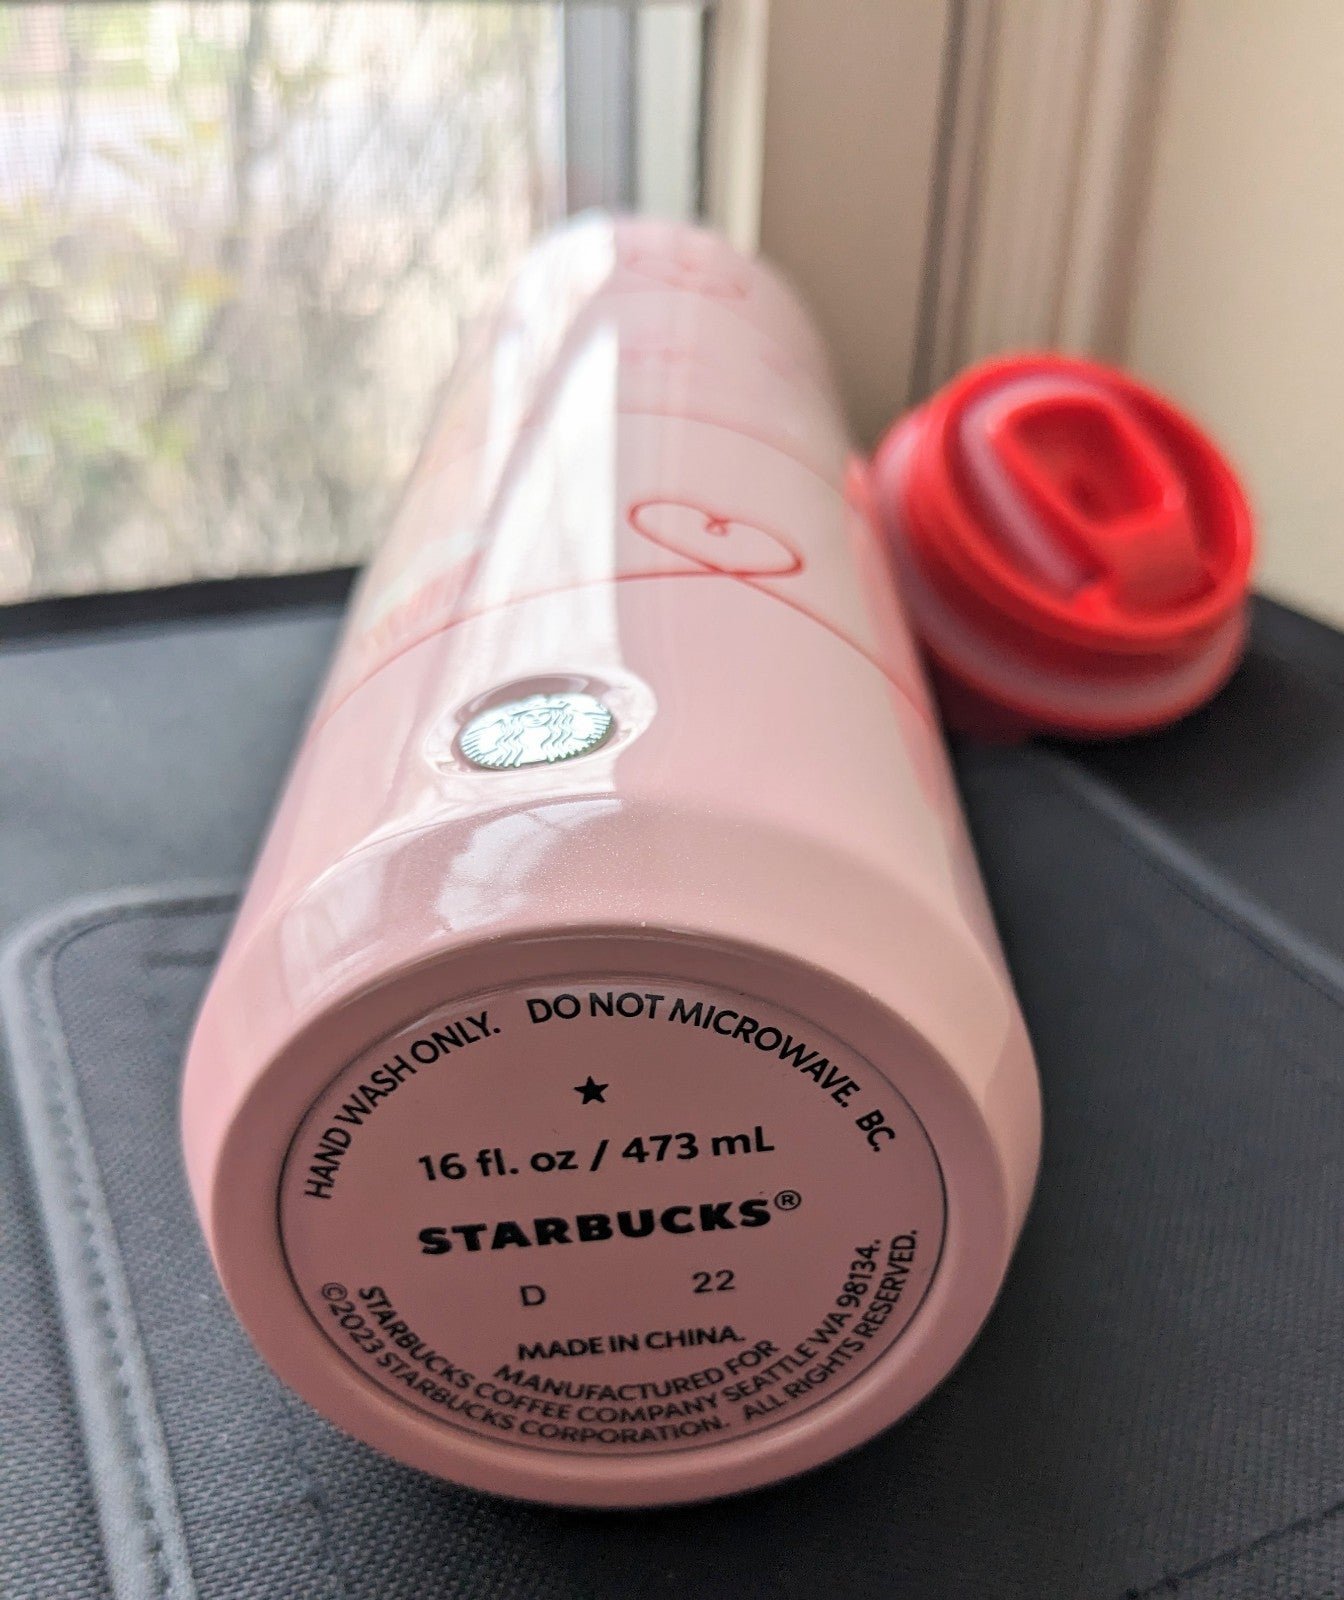 HAND WASH ONLY. DO NOT MICROWAVE. BC.
16 fl. oz / 473 mL
STARBUCKS®
D 22
MADE IN CHINA.
MANUFACTURED FOR
STARBUCKS COFFEE COMPANY SEATTLE WA 98134.
©2023 STARBUCKS CORPORATION. ALL RIGHTS RESERVED.